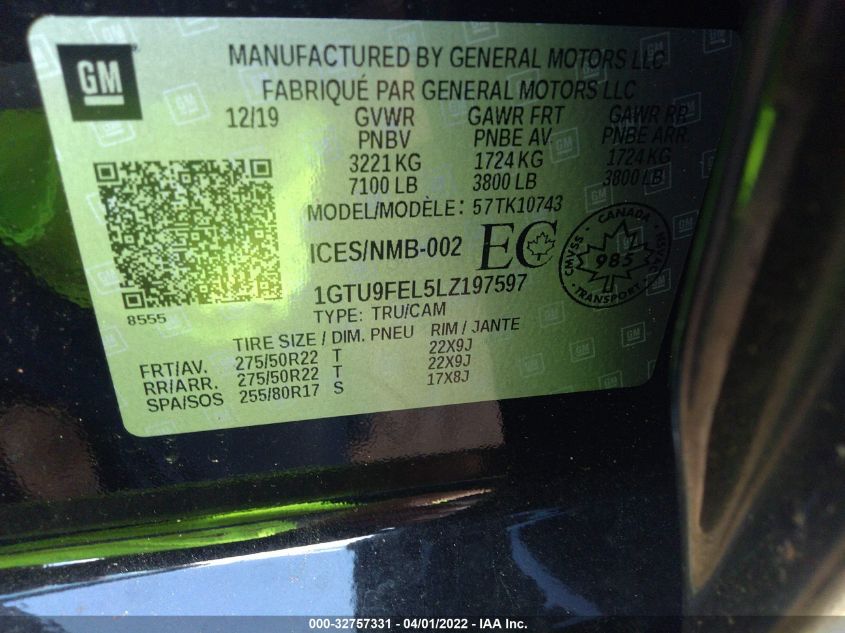 GM
MANUFACTURED BY GENERAL MOTORS LLC
FABRIQUÉ PAR GENERAL MOTORS LLC
12/19 GVWR GAWR FRT GAWR RR
PNBV PNBE AV. PNBE ARR.
3221 KG 1724 KG 1724 KG
7100 LB 3800 LB 3800 LB
MODEL/MODÈLE: 57TK10743
ICES/NMB-002 EC
CANADA
CMVSS 985 NSVAC
TRANSPORT
1GTU9FEL5LZ197597
8555
TYPE: TRU/CAM
TIRE SIZE / DIM. PNEU RIM / JANTE
FRT/AV. 275/50R22 T 22X9J
RR/ARR. 275/50R22 T 22X9J
SPA/SOS 255/80R17 S 17X8J
000-32757331 - 04/01/2022 - IAA Inc.